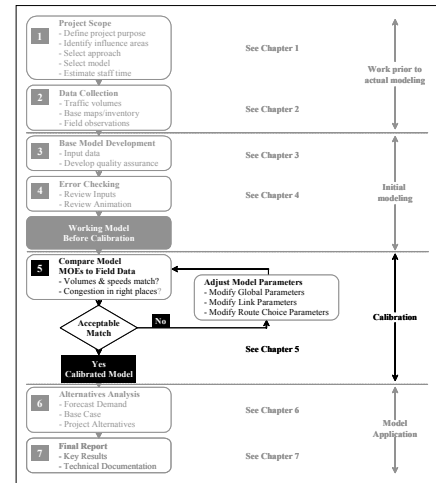 1
Project Scope
- Define project purpose
- Identify influence areas
- Select approach
- Select model
- Estimate staff time
See Chapter 1
2
Data Collection
- Traffic volumes
- Base maps/inventory
- Field observations
See Chapter 2
Work prior to
actual modeling
3
Base Model Development
- Input data
- Develop quality assurance
See Chapter 3
4
Error Checking
- Review Inputs
- Review Animation
See Chapter 4
Initial
modeling
Working Model
Before Calibration
5
Compare Model
MOEs to Field Data
- Volumes & speeds match?
- Congestion in right places?
Adjust Model Parameters
- Modify Global Parameters
- Modify Link Parameters
- Modify Route Choice Parameters
Acceptable
Match
No
Calibration
See Chapter 5
Yes
Calibrated Model
6
Alternatives Analysis
- Forecast Demand
- Base Case
- Project Alternatives
See Chapter 6
7
Final Report
- Key Results
- Technical Documentation
See Chapter 7
Model
Application